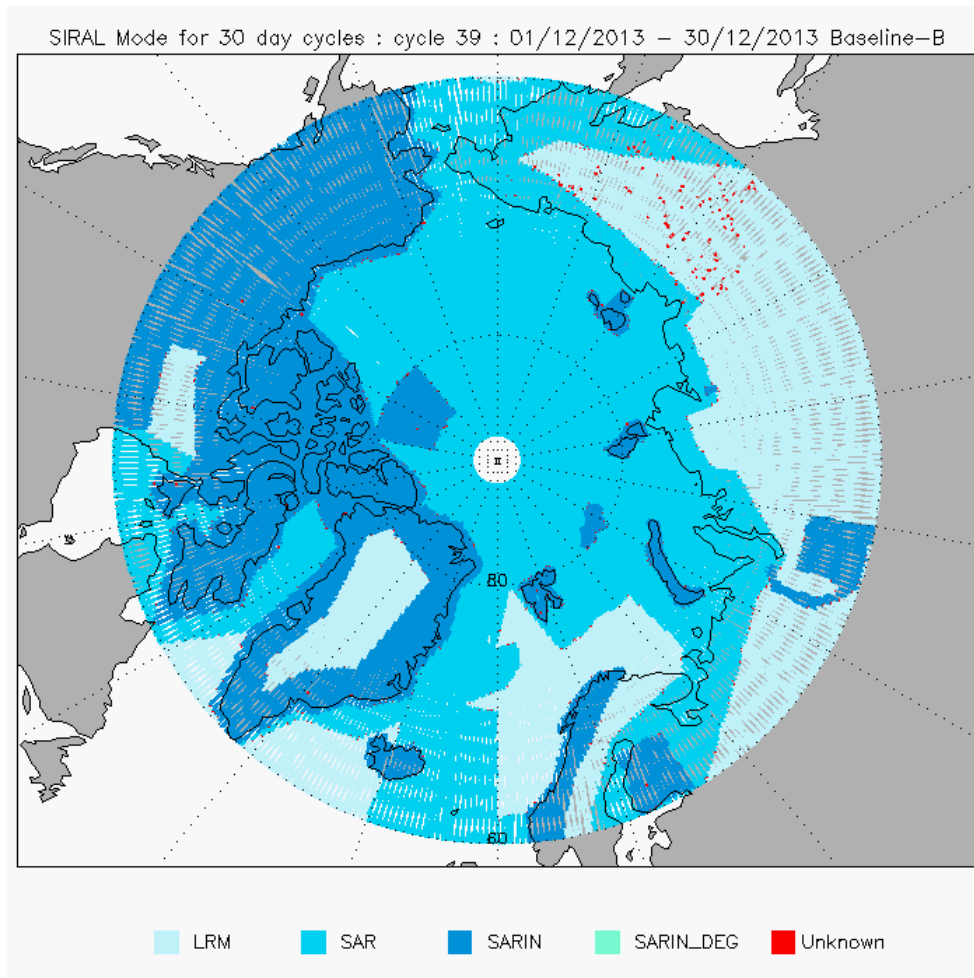 SIRAL Mode for 30 day cycles : cycle 39 : 01/12/2013 – 30/12/2013 Baseline–B
80
60
LRM SAR SARIN SARIN_DEG Unknown